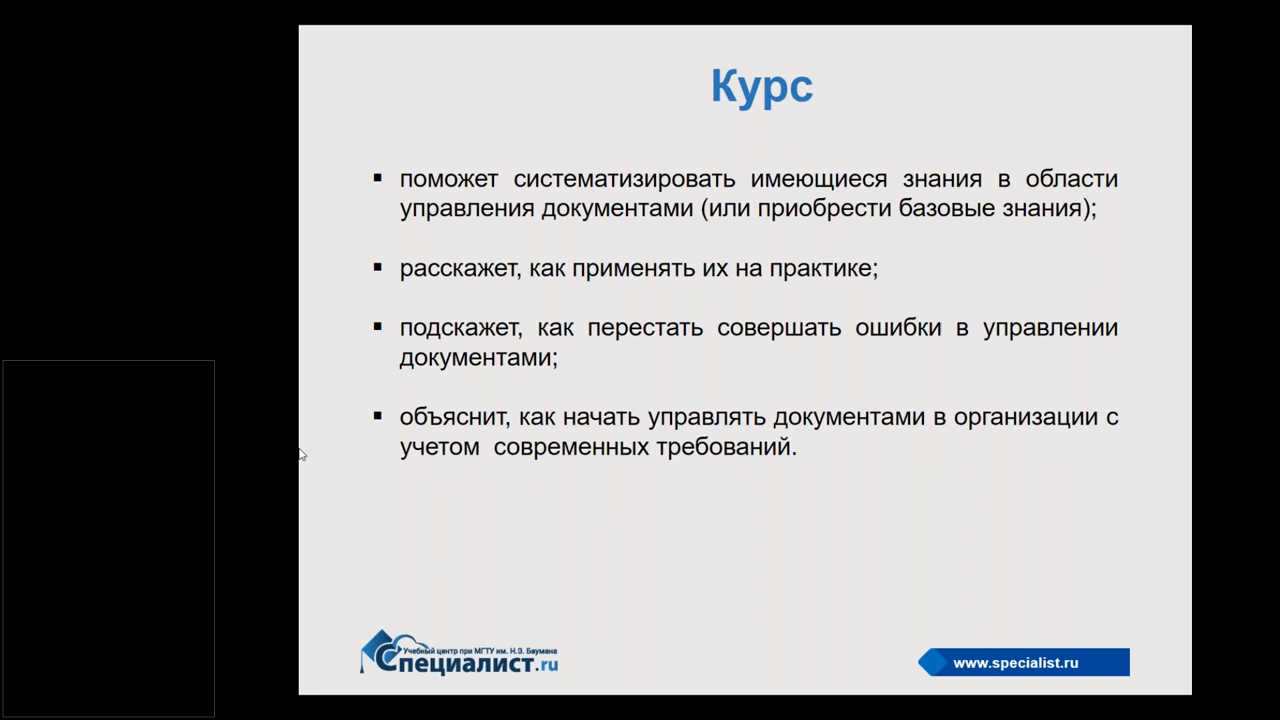 Курс
▪ поможет систематизировать имеющиеся знания в области
управления документами (или приобрести базовые знания);
▪ расскажет, как применять их на практике;
▪ подскажет, как перестать совершать ошибки в управлении
документами;
▪ объяснит, как начать управлять документами в организации с
учетом современных требований.
Учебный центр при МГТУ им. Н.Э. Баумана
Специалист.ru
www.specialist.ru